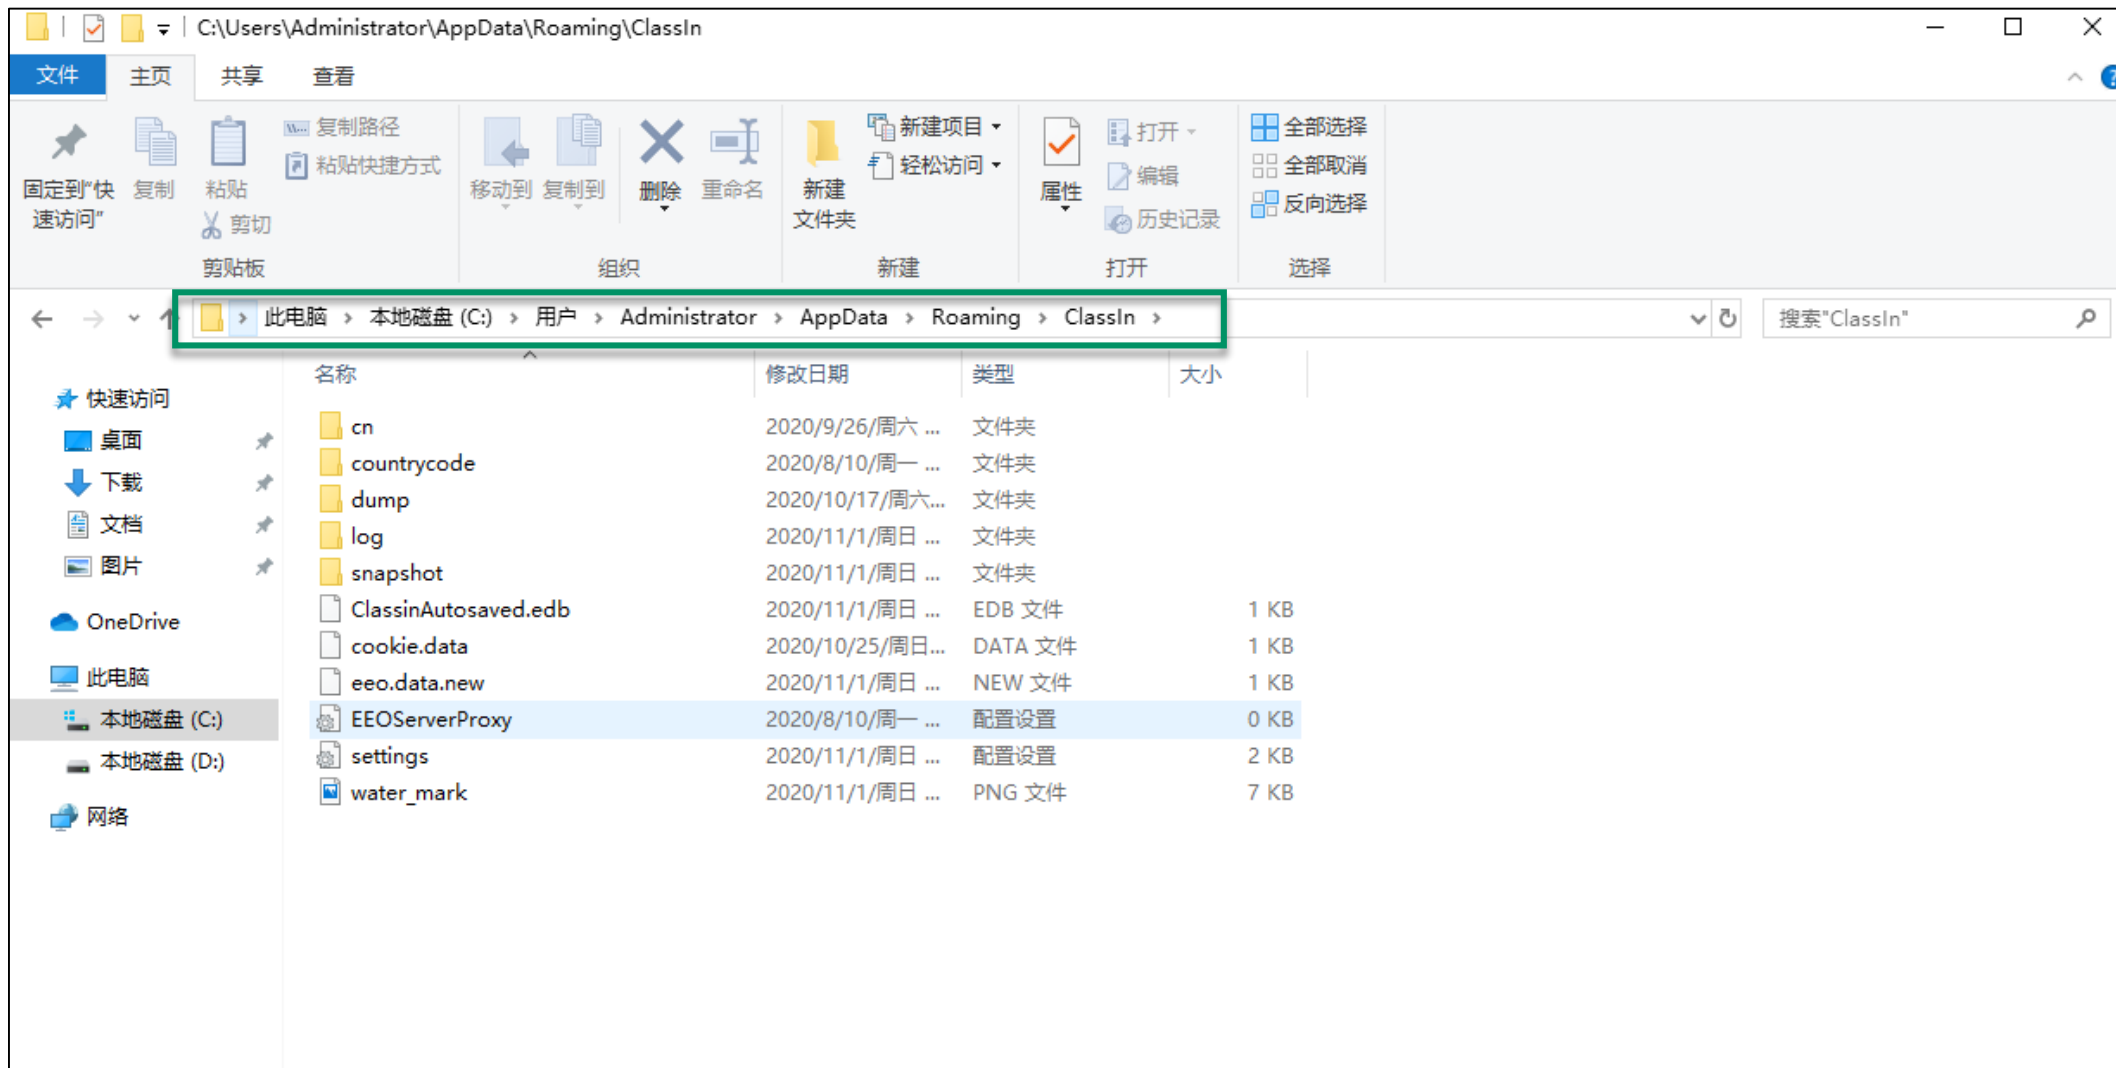 C:\Users\Administrator\AppData\Roaming\ClassIn
文件 主页 共享 查看
固定到"快速访问"
复制
粘贴
复制路径
粘贴快捷方式
剪切
剪贴板
移动到
复制到
删除
重命名
组织
新建文件夹
新建项目
轻松访问
新建
属性
打开
编辑
历史记录
打开
全部选择
全部取消
反向选择
选择
此电脑 > 本地磁盘 (C:) > 用户 > Administrator > AppData > Roaming > ClassIn >
搜索"ClassIn"
快速访问
桌面
下载
文档
图片
OneDrive
此电脑
本地磁盘 (C:)
本地磁盘 (D:)
网络
名称 修改日期 类型 大小
cn 2020/9/26/周六 ... 文件夹
countrycode 2020/8/10/周一 ... 文件夹
dump 2020/10/17/周六... 文件夹
log 2020/11/1/周日 ... 文件夹
snapshot 2020/11/1/周日 ... 文件夹
ClassinAutosaved.edb 2020/11/1/周日 ... EDB 文件 1 KB
cookie.data 2020/10/25/周日... DATA 文件 1 KB
eeo.data.new 2020/11/1/周日 ... NEW 文件 1 KB
EEOServerProxy 2020/8/10/周一 ... 配置设置 0 KB
settings 2020/11/1/周日 ... 配置设置 2 KB
water_mark 2020/11/1/周日 ... PNG 文件 7 KB